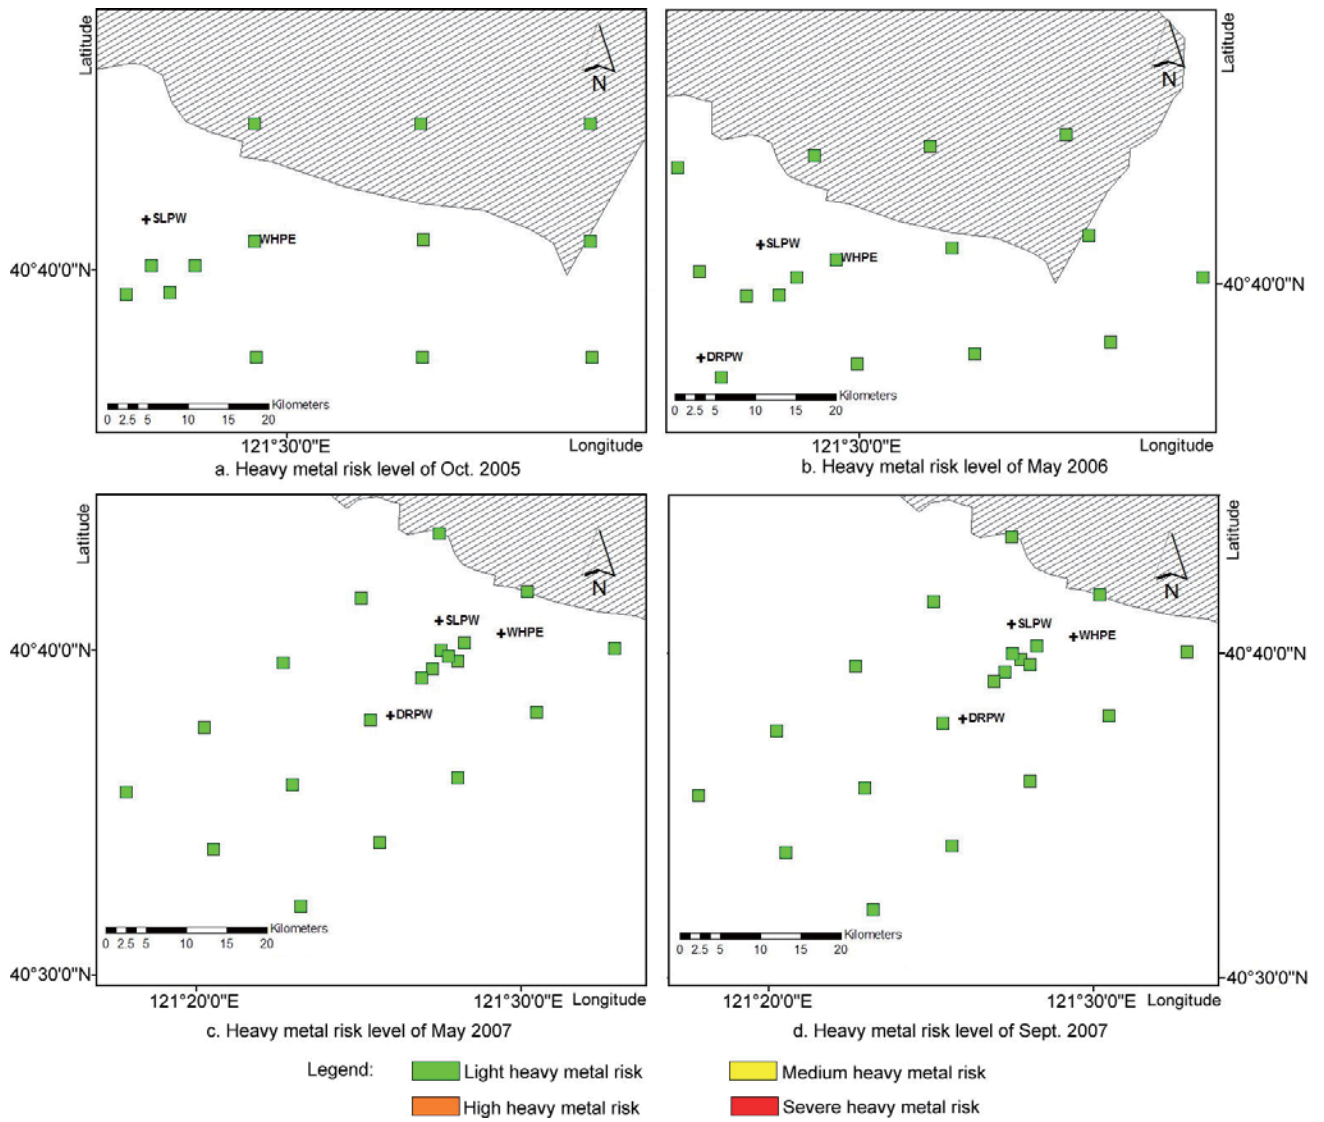 Latitude
N
SLPW
WHPE
40°40'0"N
Kilometers
0 2.5 5 10 15 20
121°30'0"E
Longitude
a. Heavy metal risk level of Oct. 2005
Latitude
N
SLPW
WHPE
40°40'0"N
DRPW
Kilometers
0 2.5 5 10 15 20
121°30'0"E
Longitude
b. Heavy metal risk level of May 2006
Latitude
N
SLPW
WHPE
40°40'0"N
DRPW
Kilometers
0 2.5 5 10 15 20
40°30'0"N
121°20'0"E
121°30'0"E
Longitude
c. Heavy metal risk level of May 2007
Latitude
N
SLPW
WHPE
40°40'0"N
DRPW
Kilometers
0 2.5 5 10 15 20
40°30'0"N
121°20'0"E
121°30'0"E
Longitude
d. Heavy metal risk level of Sept. 2007
Legend:
Light heavy metal risk
Medium heavy metal risk
High heavy metal risk
Severe heavy metal risk